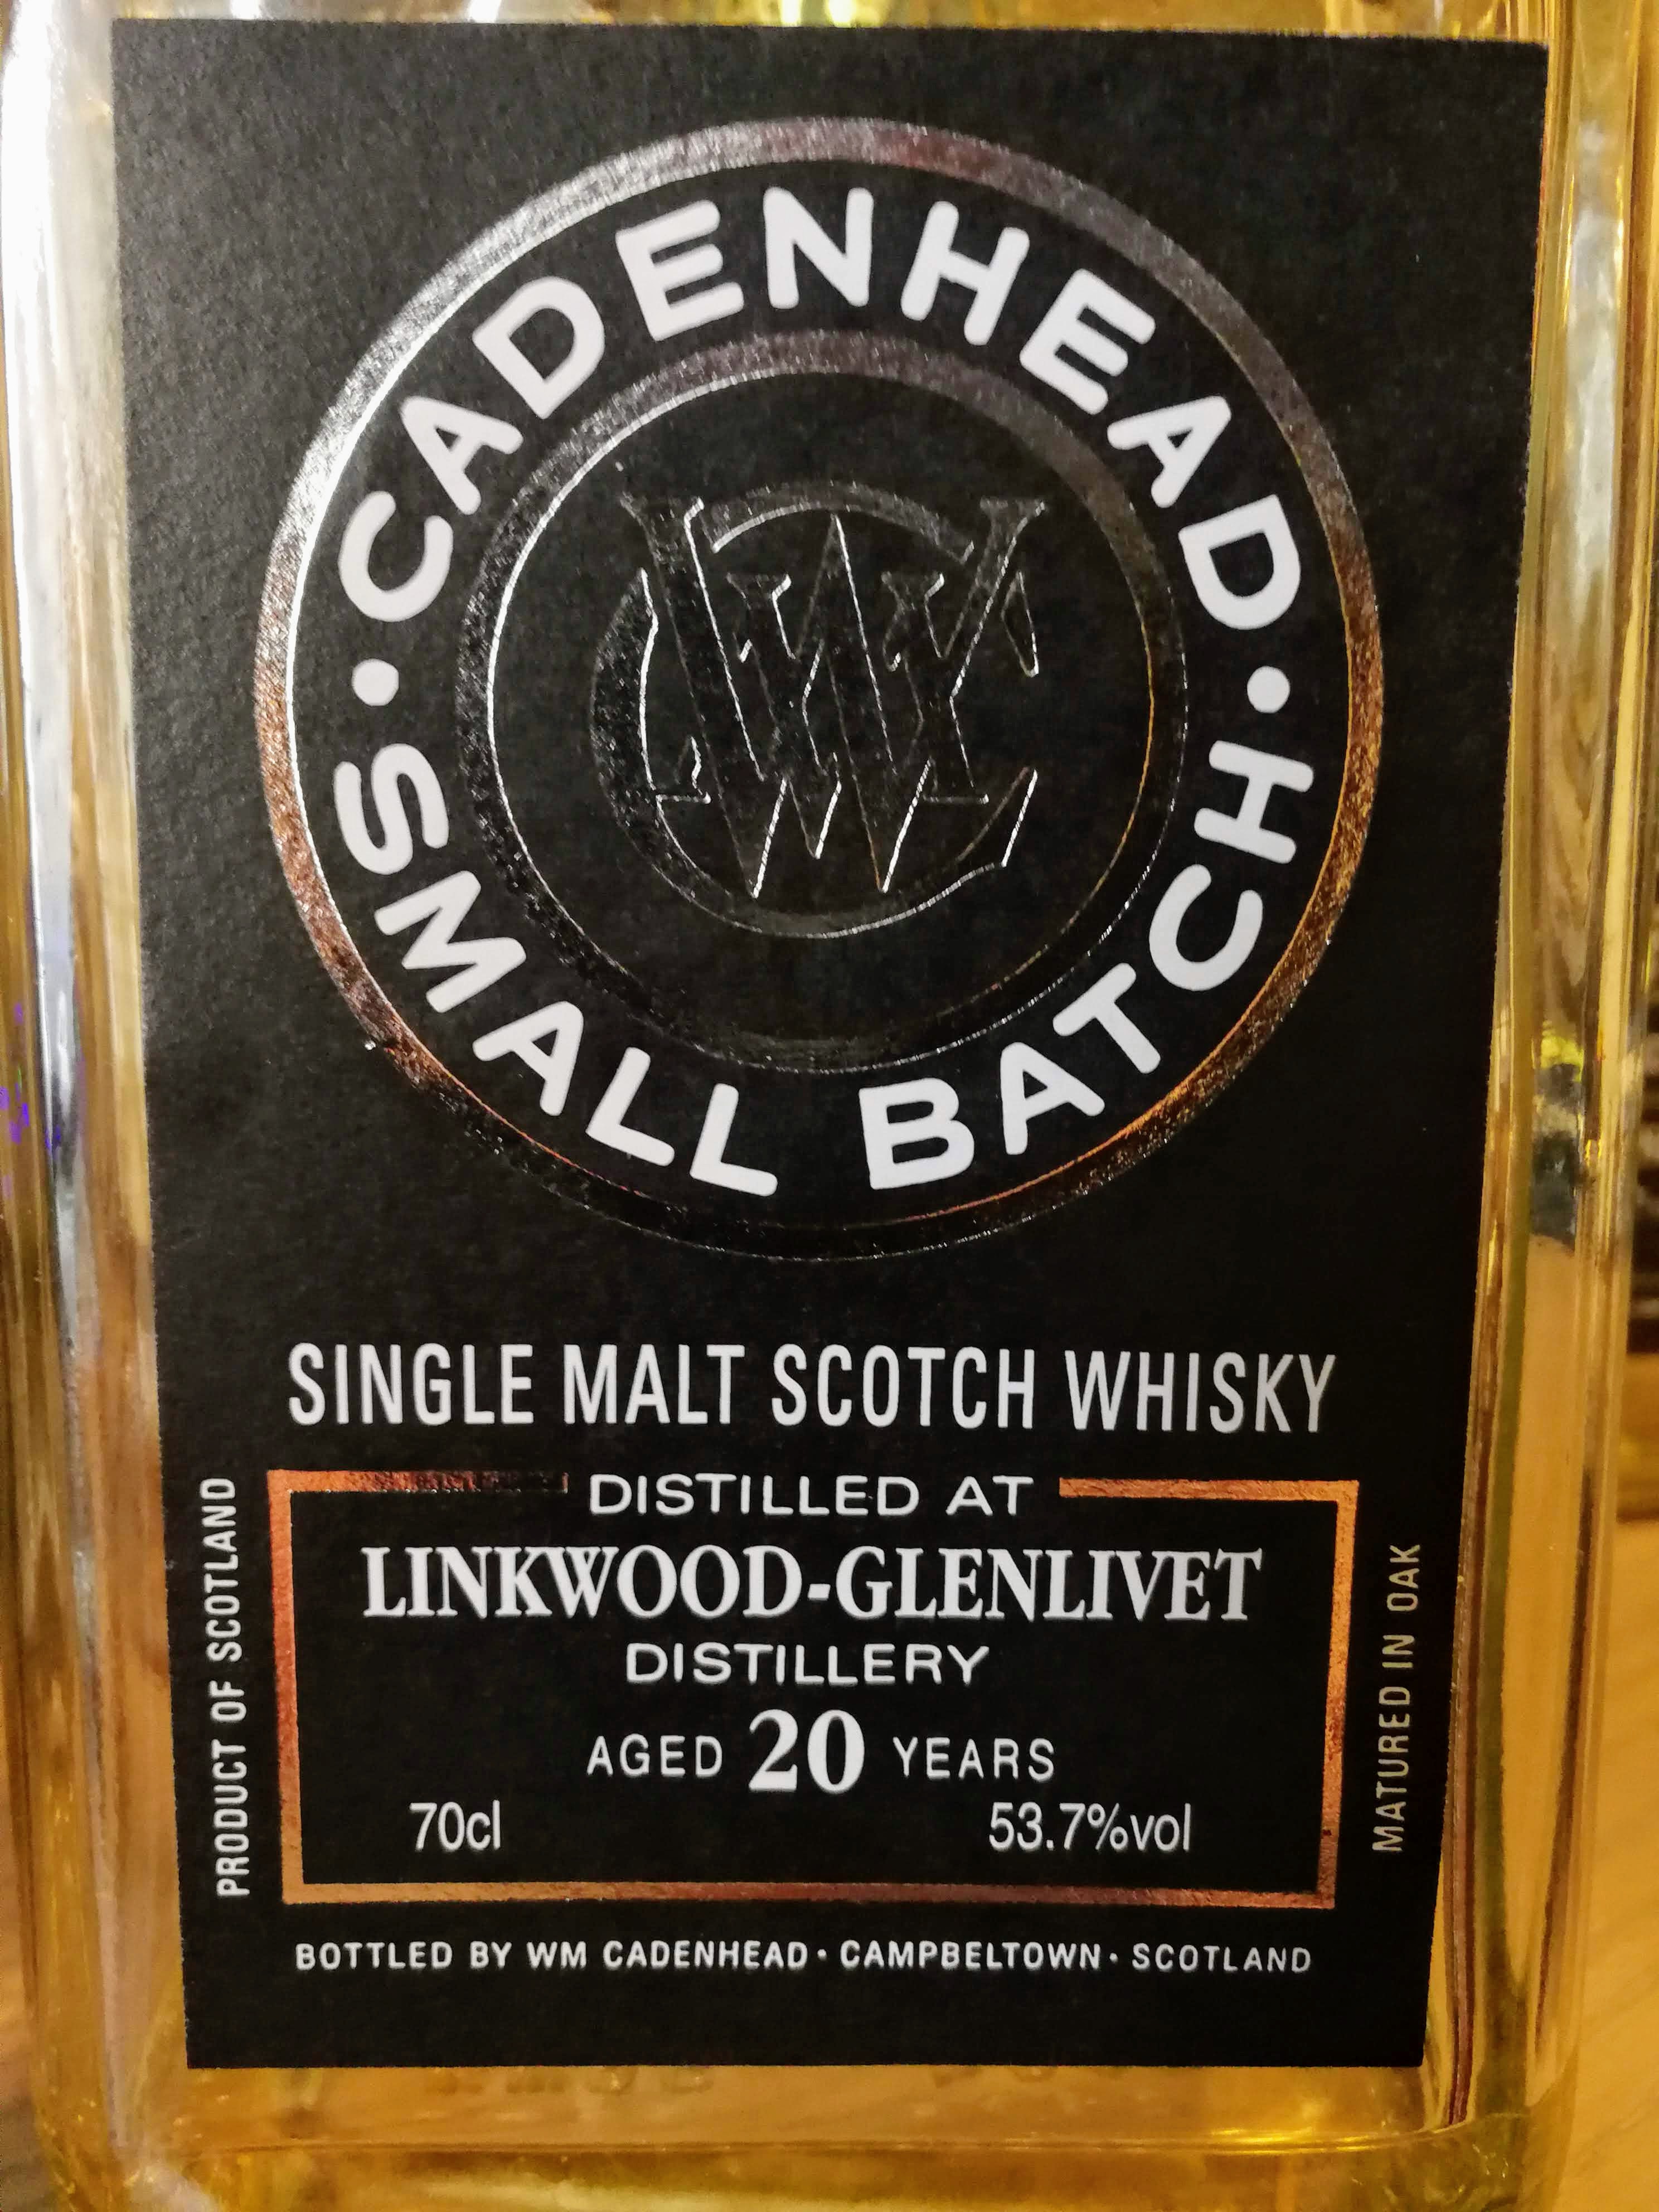 CADENHEAD
SMALL BATCH
WC
SINGLE MALT SCOTCH WHISKY
DISTILLED AT
LINKWOOD-GLENLIVET
DISTILLERY
AGED 20 YEARS
70cl 53.7%vol
PRODUCT OF SCOTLAND
MATURED IN OAK
BOTTLED BY WM CADENHEAD · CAMPBELTOWN · SCOTLAND